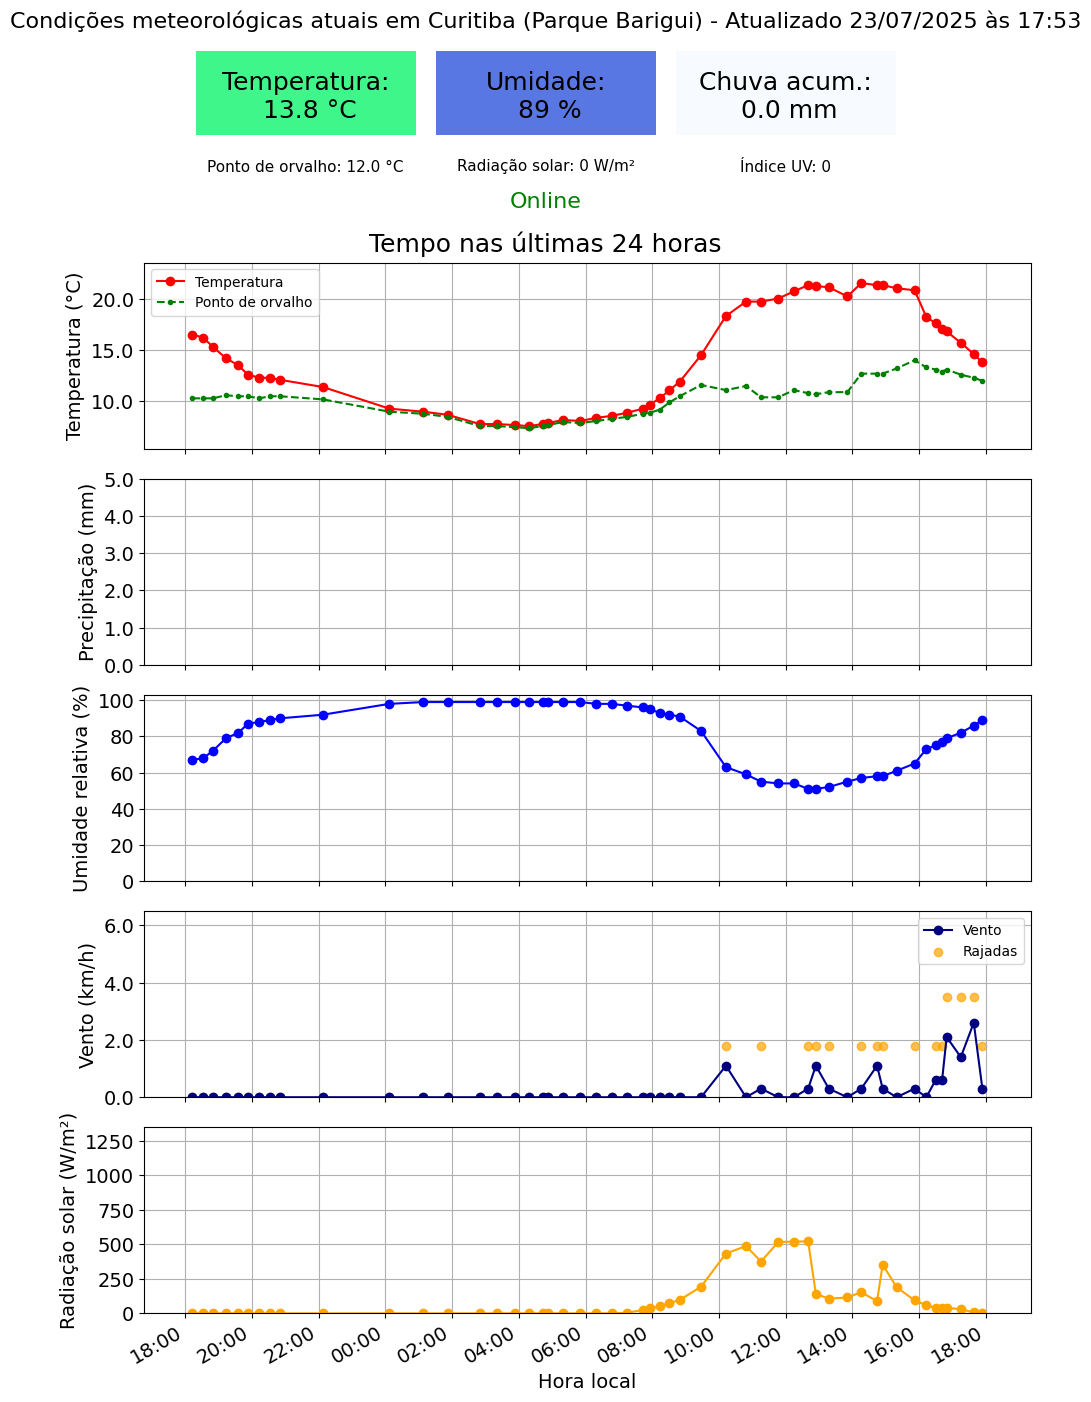 Condições meteorológicas atuais em Curitiba (Parque Barigui) - Atualizado 23/07/2025 às 17:53
Temperatura:
13.8 °C
Umidade:
89 %
Chuva acum.:
0.0 mm
Ponto de orvalho: 12.0 °C
Radiação solar: 0 W/m²
Índice UV: 0
Online
Tempo nas últimas 24 horas
Temperatura (°C)
20.0
15.0
10.0
Temperatura
Ponto de orvalho
Precipitação (mm)
5.0
4.0
3.0
2.0
1.0
0.0
Umidade relativa (%)
100
80
60
40
20
0
Vento (km/h)
6.0
4.0
2.0
0.0
Vento
Rajadas
Radiação solar (W/m²)
1250
1000
750
500
250
0
18:00 20:00 22:00 00:00 02:00 04:00 06:00 08:00 10:00 12:00 14:00 16:00 18:00
Hora local